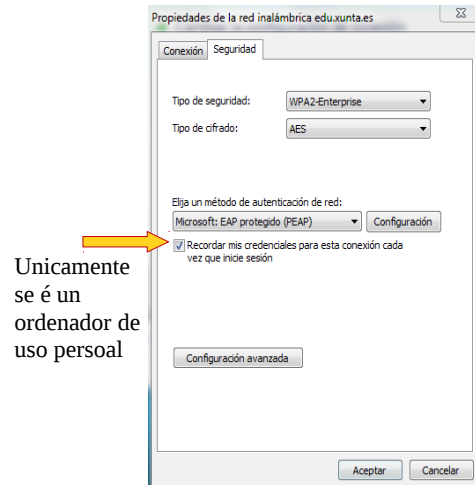 Propiedades de la red inalámbrica edu.xunta.es
Conexión Seguridad
Tipo de seguridad: WPA2-Enterprise
Tipo de cifrado: AES
Elija un método de autenticación de red:
Microsoft: EAP protegido (PEAP) Configuración
Recordar mis credenciales para esta conexión cada
vez que inicie sesión
Unicamente
se é un
ordenador de
uso persoal
Configuración avanzada
Aceptar Cancelar